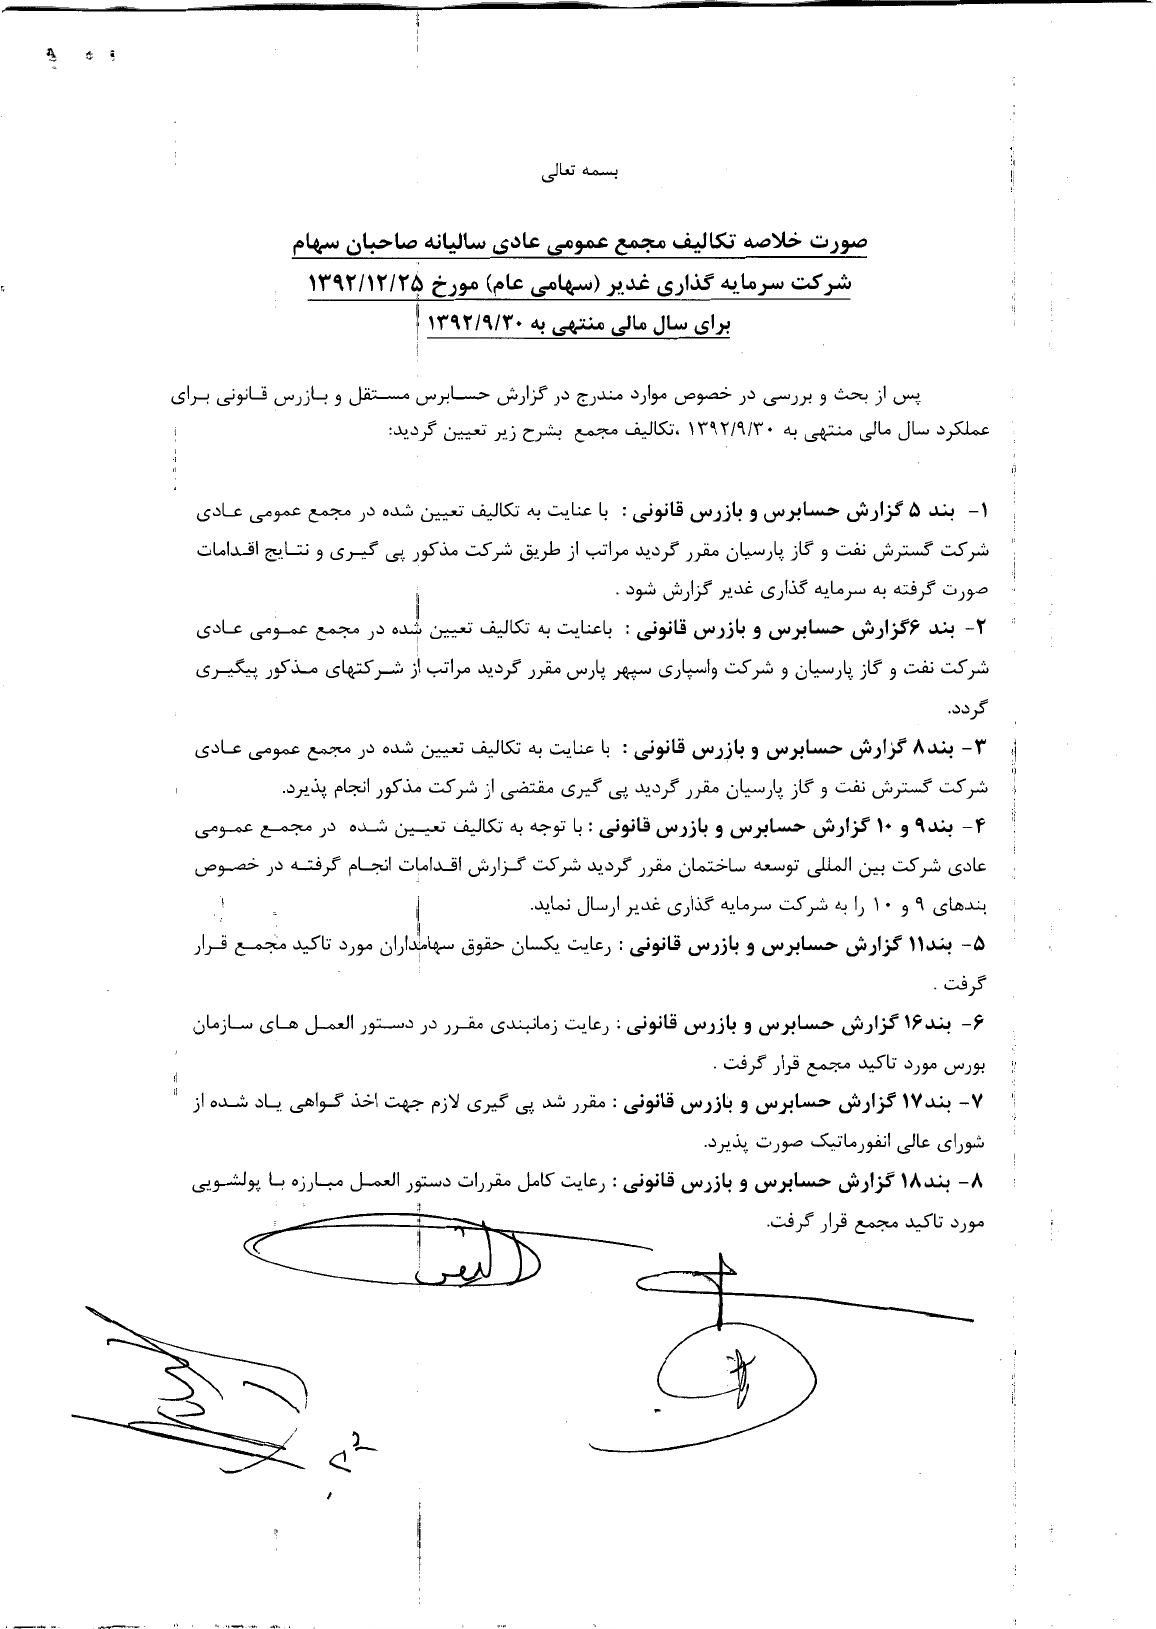 بسمه تعالی
صورت خلاصه تکالیف مجمع عمومی عادی سالیانه صاحبان سهام
شرکت سرمایه گذاری غدیر (سهامی عام) مورخ ۱۳۹۲/۱۲/۲۵
برای سال مالی منتهی به ۱۳۹۲/۹/۳۰
پس از بحث و بررسی در خصوص موارد مندرج در گزارش حسابرس مستقل و بازرس قانونی برای
عملکرد سال مالی منتهی به ۱۳۹۲/۹/۳۰ ،تکالیف مجمع بشرح زیر تعیین گردید:
۱- بند ۵ گزارش حسابرس و بازرس قانونی : با عنایت به تکالیف تعیین شده در مجمع عمومی عادی
شرکت گسترش نفت و گاز پارسیان مقرر گردید مراتب از طریق شرکت مذکور پی گیری و نتایج اقدامات
صورت گرفته به سرمایه گذاری غدیر گزارش شود .
۲- بند ۶گزارش حسابرس و بازرس قانونی : باعنایت به تکالیف تعیین شده در مجمع عمومی عادی
شرکت نفت و گاز پارسیان و شرکت واسپاری سپهر پارس مقرر گردید مراتب از شرکتهای مذکور پیگیری
گردد.
۳- بند۸ گزارش حسابرس و بازرس قانونی : با عنایت به تکالیف تعیین شده در مجمع عمومی عادی
شرکت گسترش نفت و گاز پارسیان مقرر گردید پی گیری مقتضی از شرکت مذکور انجام پذیرد.
۴- بند۹ و ۱۰ گزارش حسابرس و بازرس قانونی : با توجه به تکالیف تعیین شده در مجمع عمومی
عادی شرکت بین المللی توسعه ساختمان مقرر گردید شرکت گزارش اقدامات انجام گرفته در خصوص
بندهای ۹ و ۱۰ را به شرکت سرمایه گذاری غدیر ارسال نماید.
۵- بند۱۱ گزارش حسابرس و بازرس قانونی : رعایت یکسان حقوق سهامداران مورد تاکید مجمع قرار
گرفت .
۶- بند۱۶ گزارش حسابرس و بازرس قانونی : رعایت زمانبندی مقرر در دستور العمل های سازمان
بورس مورد تاکید مجمع قرار گرفت .
۷- بند۱۷ گزارش حسابرس و بازرس قانونی : مقرر شد پی گیری لازم جهت اخذ گواهی یاد شده از
شورای عالی انفورماتیک صورت پذیرد.
۸- بند۱۸ گزارش حسابرس و بازرس قانونی : رعایت کامل مقررات دستور العمل مبارزه با پولشویی
مورد تاکید مجمع قرار گرفت.